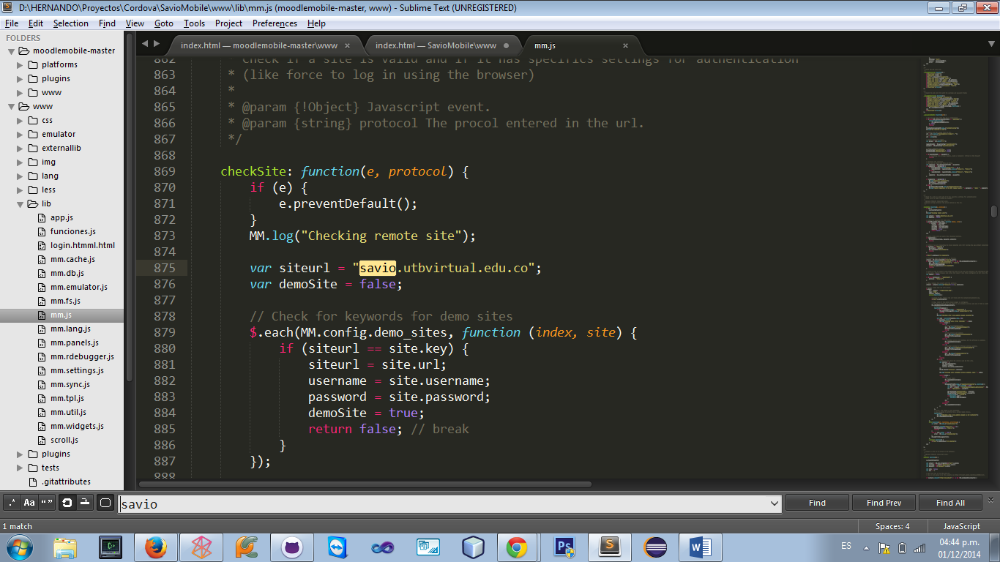 D:\HERNANDO\Proyectos\Cordova\SavioMobile\www\lib\mm.js (moodlemobile-master, www) - Sublime Text (UNREGISTERED)
File Edit Selection Find View Goto Tools Project Preferences Help
FOLDERS
moodlemobile-master
platforms
plugins
www
www
css
emulator
externallib
img
lang
less
lib
app.js
funciones.js
login.htmml.html
mm.cache.js
mm.db.js
mm.emulator.js
mm.fs.js
mm.js
mm.lang.js
mm.panels.js
mm.rdebugger.js
mm.settings.js
mm.sync.js
mm.tpl.js
mm.util.js
mm.widgets.js
scroll.js
plugins
tests
.gitattributes
index.html — moodlemobile-master\www × index.html — SavioMobile\www mm.js ×
862 * Check if a site is valid and if it has specifics settings for authentication
863 * (like force to log in using the browser)
864 *
865 * @param {!Object} Javascript event.
866 * @param {string} protocol The procol entered in the url.
867 */
868
869 checkSite: function(e, protocol) {
870 if (e) {
871 e.preventDefault();
872 }
873 MM.log("Checking remote site");
874
875 var siteurl = "savio.utbvirtual.edu.co";
876 var demoSite = false;
877
878 // Check for keywords for demo sites
879 $.each(MM.config.demo_sites, function (index, site) {
880 if (siteurl == site.key) {
881 siteurl = site.url;
882 username = site.username;
883 password = site.password;
884 demoSite = true;
885 return false; // break
886 }
887 });
888
.* Aa “” savio Find Find Prev Find All
1 match Spaces: 4 JavaScript
ES 04:44 p.m.
01/12/2014